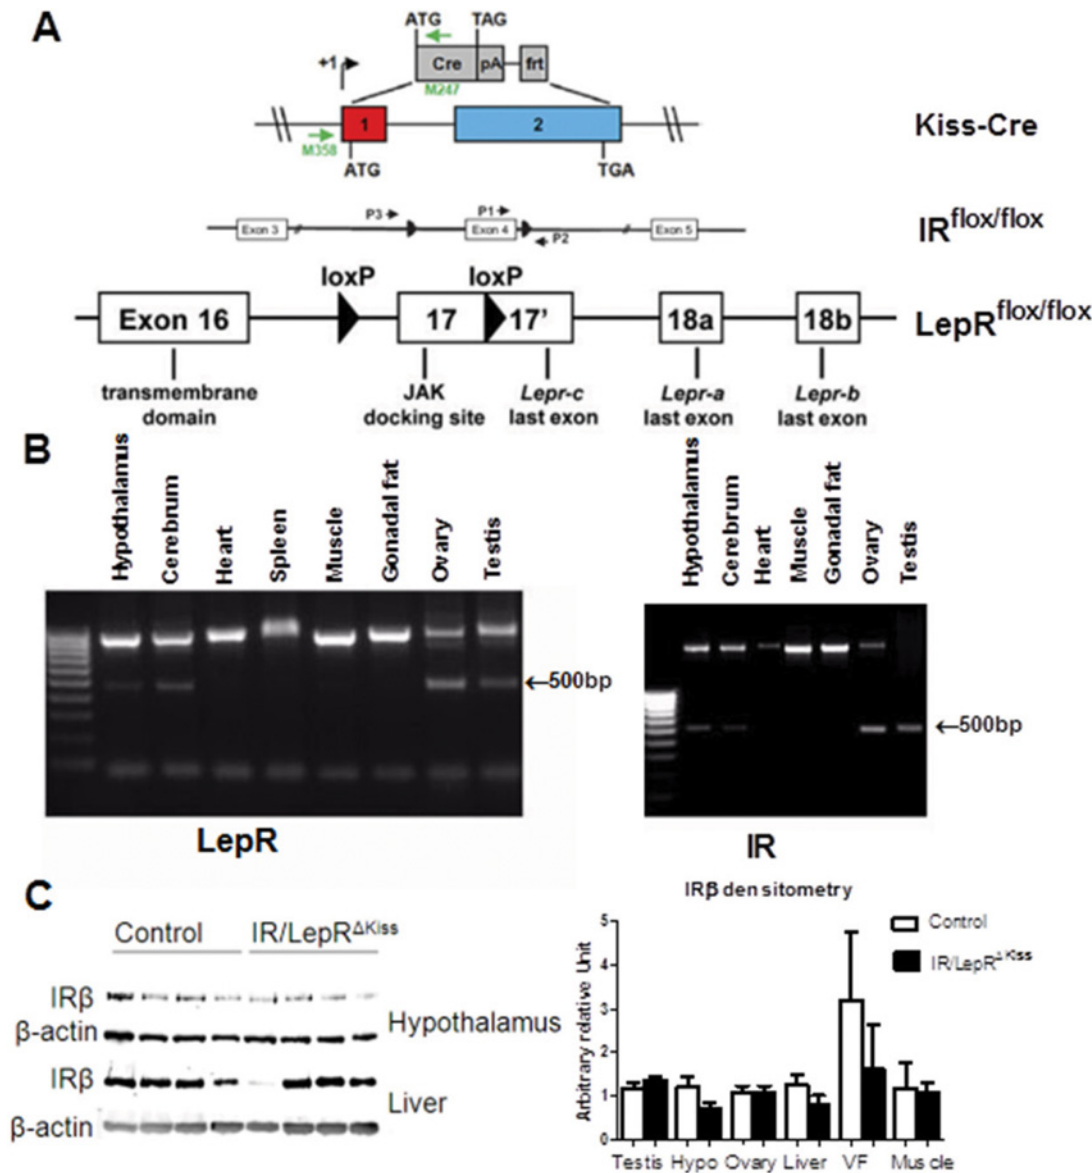 A
ATG TAG
+1 Cre pA frt
M247
1 2
M358
ATG TGA
Kiss-Cre
P3 P1
Exon 3 Exon 4 Exon 5
P2
IRflox/flox
loxP loxP
Exon 16 17 17’ 18a 18b
LepRflox/flox
transmembrane domain
JAK docking site
Lepr-c last exon
Lepr-a last exon
Lepr-b last exon
B
Hypothalamus
Cerebrum
Heart
Spleen
Muscle
Gonadal fat
Ovary
Testis
←500bp
LepR
Hypothalamus
Cerebrum
Heart
Muscle
Gonadal fat
Ovary
Testis
←500bp
IR
C
Control IR/LepRΔKiss
IRβ
β-actin
Hypothalamus
IRβ
β-actin
Liver
IRβ densitometry
Control
IR/LepRΔKiss
Arbitrary relative Unit
5
4
3
2
1
0
Testis Hypo Ovary Liver VF Muscle